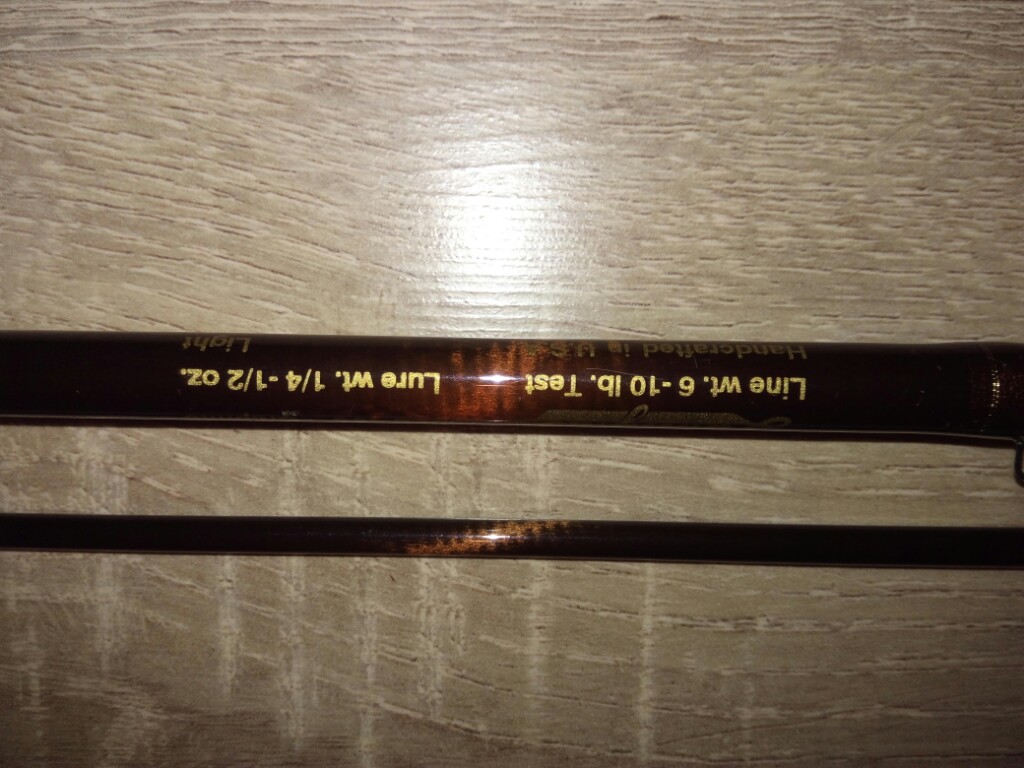 Line wt. 6 - 10 lb. Test Lure wt. 1/4 - 1/2 oz.
Handcrafted in U.S. Light